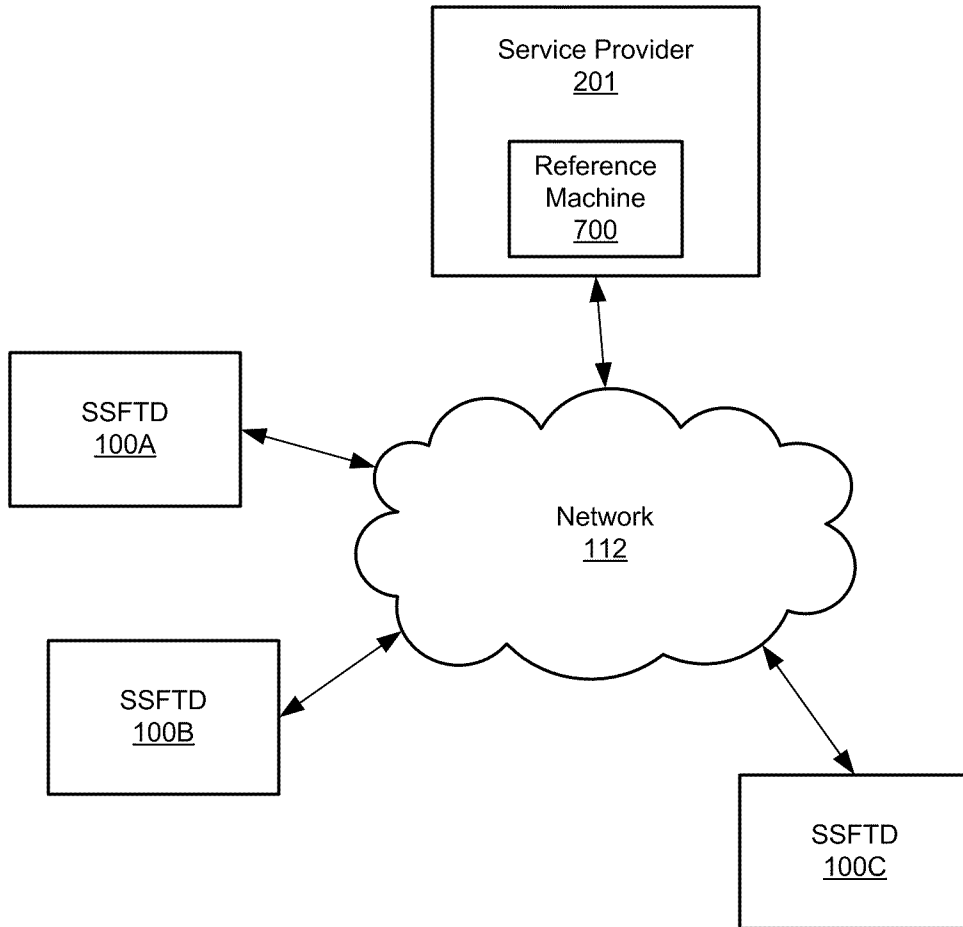 Service Provider
201
Reference
Machine
700
SSFTD
100A
Network
112
SSFTD
100B
SSFTD
100C